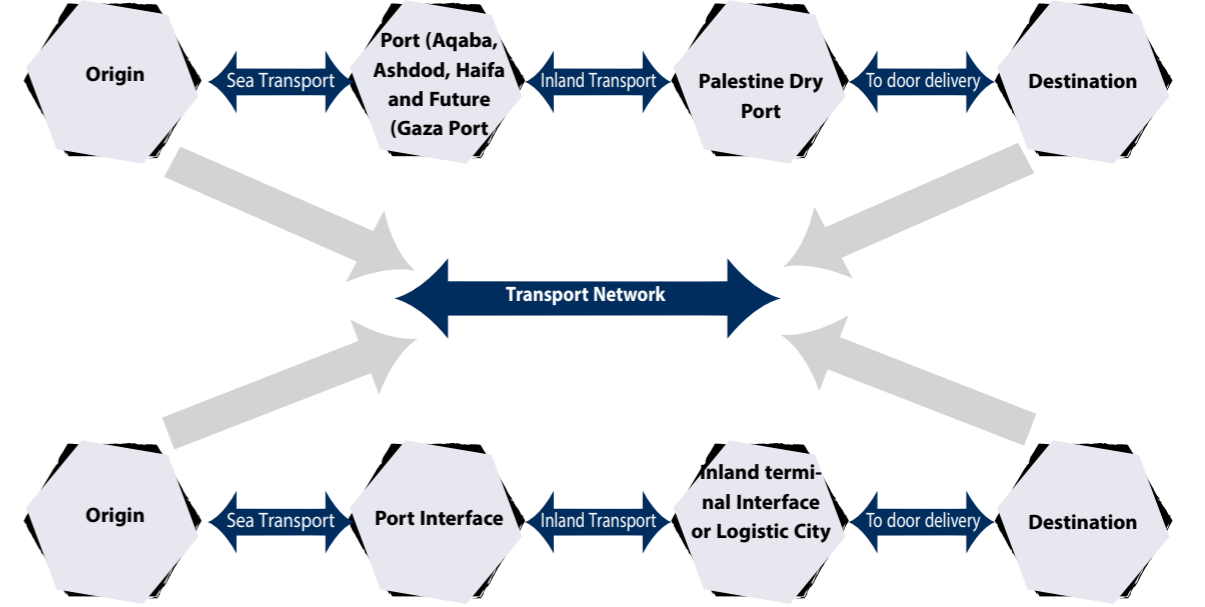 Origin
Sea Transport
Port (Aqaba,
Ashdod, Haifa
and Future
(Gaza Port
Inland Transport
Palestine Dry
Port
To door delivery
Destination
Transport Network
Origin
Sea Transport
Port Interface
Inland Transport
Inland termi-
nal Interface
or Logistic City
To door delivery
Destination